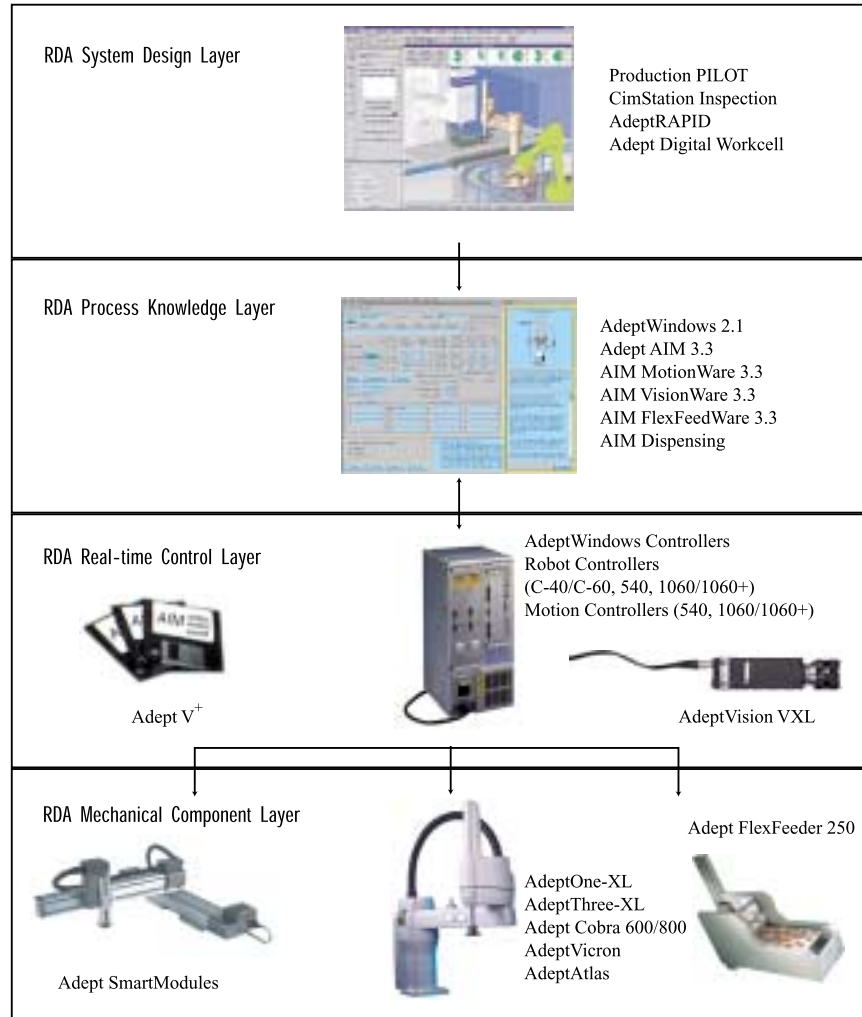 RDA System Design Layer
Production PILOT
CimStation Inspection
AdeptRAPID
Adept Digital Workcell
RDA Process Knowledge Layer
AdeptWindows 2.1
Adept AIM 3.3
AIM MotionWare 3.3
AIM VisionWare 3.3
AIM FlexFeedWare 3.3
AIM Dispensing
RDA Real-time Control Layer
AdeptWindows Controllers
Robot Controllers
(C-40/C-60, 540, 1060/1060+)
Motion Controllers (540, 1060/1060+)
AIM
Adept V+
AdeptVision VXL
RDA Mechanical Component Layer
Adept FlexFeeder 250
AdeptOne-XL
AdeptThree-XL
Adept Cobra 600/800
AdeptVicron
AdeptAtlas
Adept SmartModules